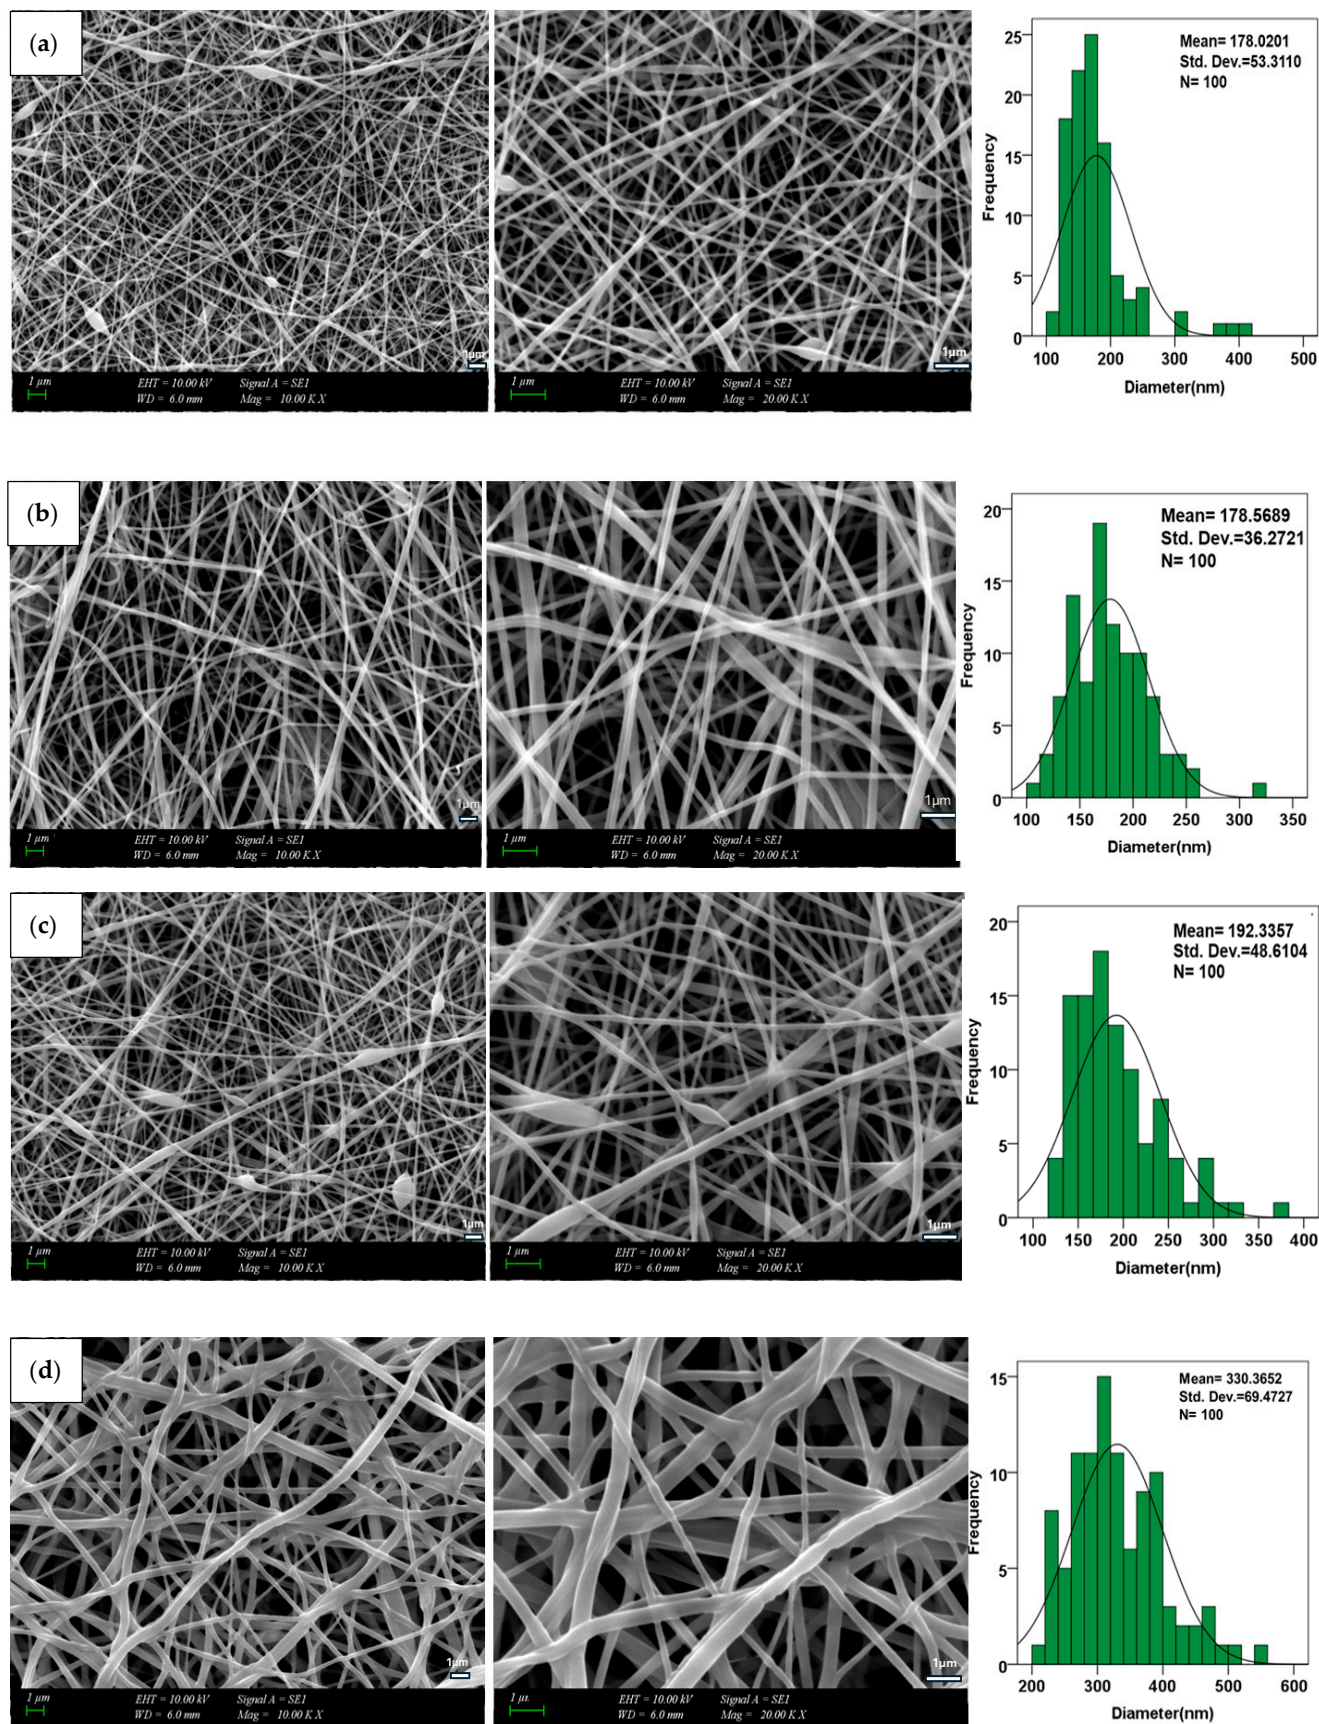 (a)
1µm
1 µm
EHT = 10.00 kV
Signal A = SE1
WD = 6.0 mm
Mag = 10.00 K X
1µm
1 µm
EHT = 10.00 kV
Signal A = SE1
WD = 6.0 mm
Mag = 20.00 K X
Mean= 178.0201
Std. Dev.=53.3110
N= 100
Frequency
25
20
15
10
5
0
100 200 300 400 500
Diameter(nm)
(b)
1µm
1 µm
EHT = 10.00 kV
Signal A = SE1
WD = 6.0 mm
Mag = 10.00 K X
1µm
1 µm
EHT = 10.00 kV
Signal A = SE1
WD = 6.0 mm
Mag = 20.00 K X
Mean= 178.5689
Std. Dev.=36.2721
N= 100
Frequency
20
15
10
5
0
100 150 200 250 300 350
Diameter(nm)
(c)
1µm
1 µm
EHT = 10.00 kV
Signal A = SE1
WD = 6.0 mm
Mag = 10.00 K X
1µm
1 µm
EHT = 10.00 kV
Signal A = SE1
WD = 6.0 mm
Mag = 20.00 K X
Mean= 192.3357
Std. Dev.=48.6104
N= 100
Frequency
20
15
10
5
0
100 150 200 250 300 350 400
Diameter(nm)
(d)
1µm
1 µm
EHT = 10.00 kV
Signal A = SE1
WD = 6.0 mm
Mag = 10.00 K X
1µm
1 µ
EHT = 10.00 kV
Signal A = SE1
WD = 6.0 mm
Mag = 20.00 K X
Mean= 330.3652
Std. Dev.=69.4727
N= 100
Frequency
15
10
5
0
200 300 400 500 600
Diameter(nm)